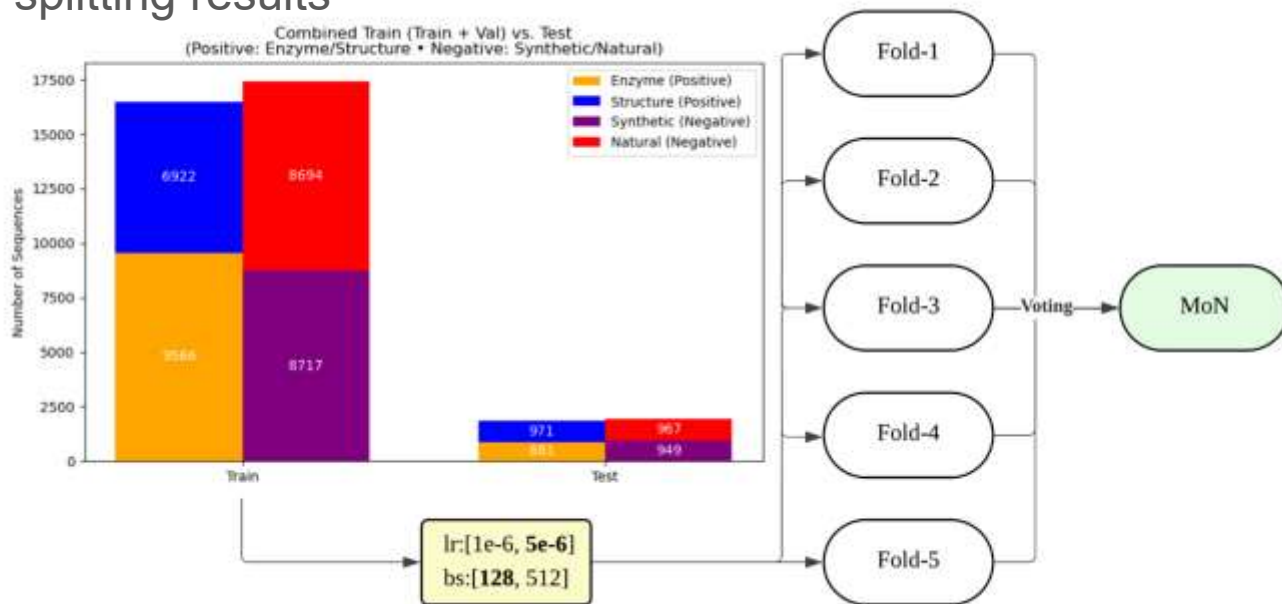 splitting results
Combined Train (Train + Val) vs. Test
(Positive: Enzyme/Structure • Negative: Synthetic/Natural)
Number of Sequences
17500
15000
12500
10000
7500
5000
2500
0
Enzyme (Positive)
Structure (Positive)
Synthetic (Negative)
Natural (Negative)
6922
8694
8717
971
967
881
949
Train
Test
lr:[1e-6, 5e-6]
bs:[128, 512]
Fold-1
Fold-2
Fold-3
Fold-4
Fold-5
Voting
MoN